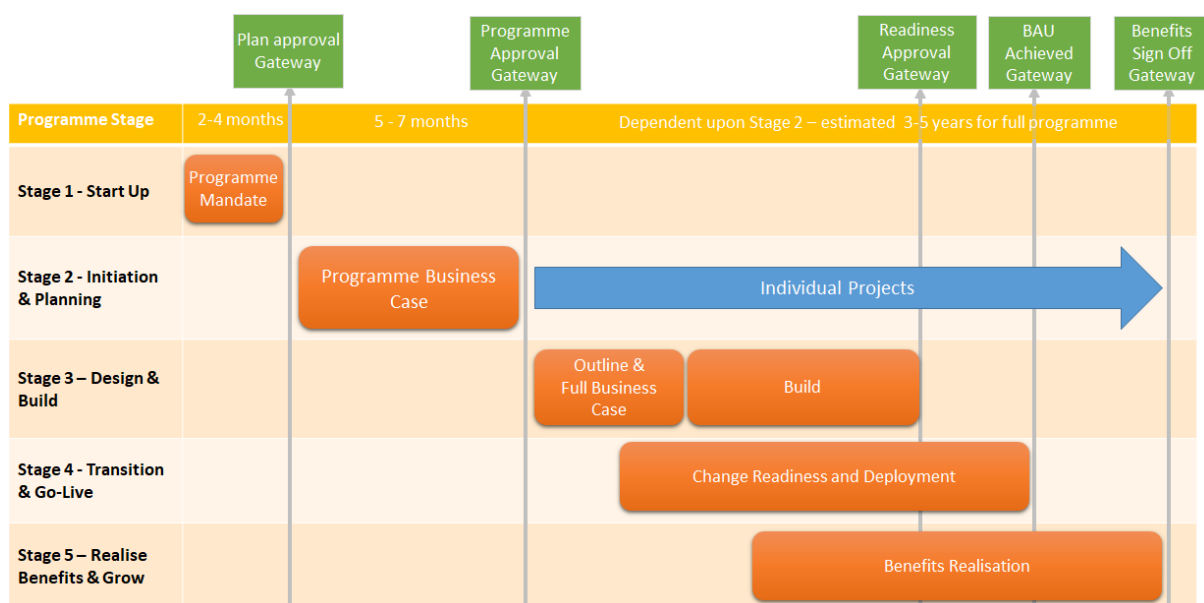 Plan approval
Gateway
Programme
Approval
Gateway
Readiness
Approval
Gateway
BAU
Achieved
Gateway
Benefits
Sign Off
Gateway
Programme Stage
2-4 months
5 - 7 months
Dependent upon Stage 2 – estimated 3-5 years for full programme
Stage 1 - Start Up
Programme
Mandate
Stage 2 - Initiation
& Planning
Programme Business
Case
Individual Projects
Stage 3 – Design &
Build
Outline &
Full Business
Case
Build
Stage 4 - Transition
& Go-Live
Change Readiness and Deployment
Stage 5 – Realise
Benefits & Grow
Benefits Realisation